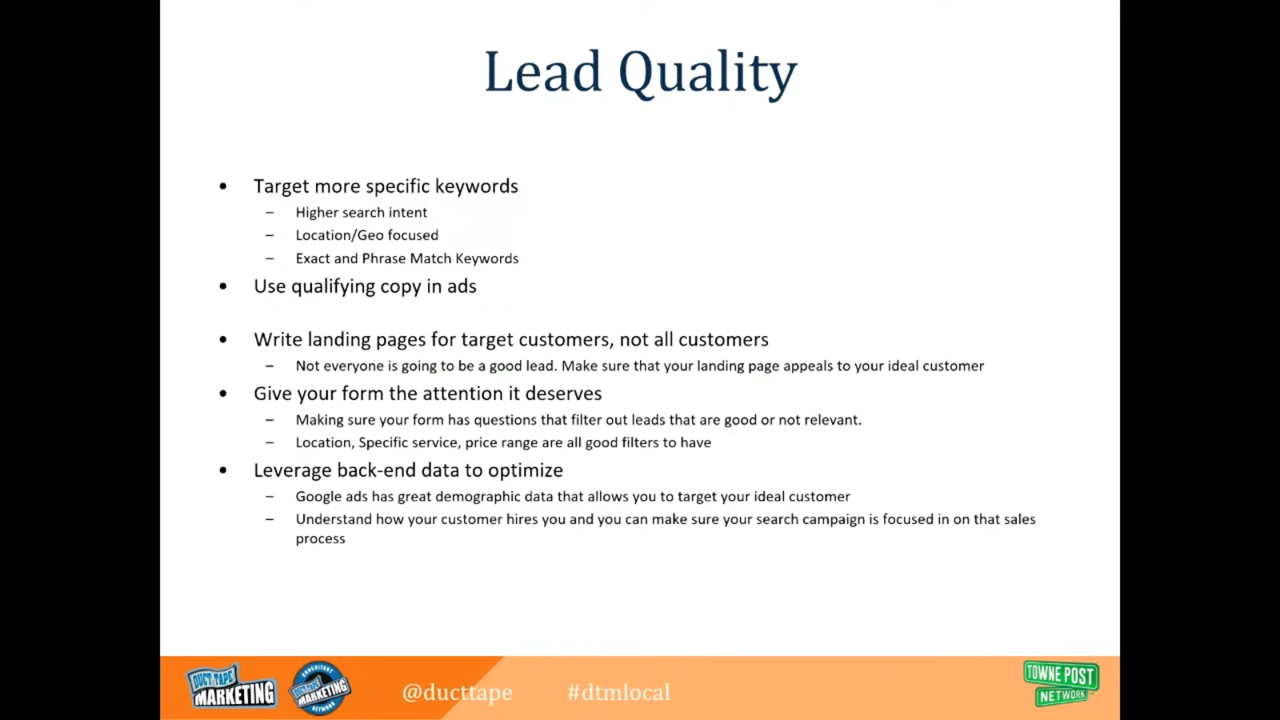 Lead Quality
• Target more specific keywords
– Higher search intent
– Location/Geo focused
– Exact and Phrase Match Keywords
• Use qualifying copy in ads
• Write landing pages for target customers, not all customers
– Not everyone is going to be a good lead. Make sure that your landing page appeals to your ideal customer
• Give your form the attention it deserves
– Making sure your form has questions that filter out leads that are good or not relevant.
– Location, Specific service, price range are all good filters to have
• Leverage back-end data to optimize
– Google ads has great demographic data that allows you to target your ideal customer
– Understand how your customer hires you and you can make sure your search campaign is focused in on that sales
process
DUCT TAPE
MARKETING
CONSULTANT
DUCT TAPE
MARKETING
NETWORK
@ducttape
#dtmlocal
TOWNE POST
NETWORK